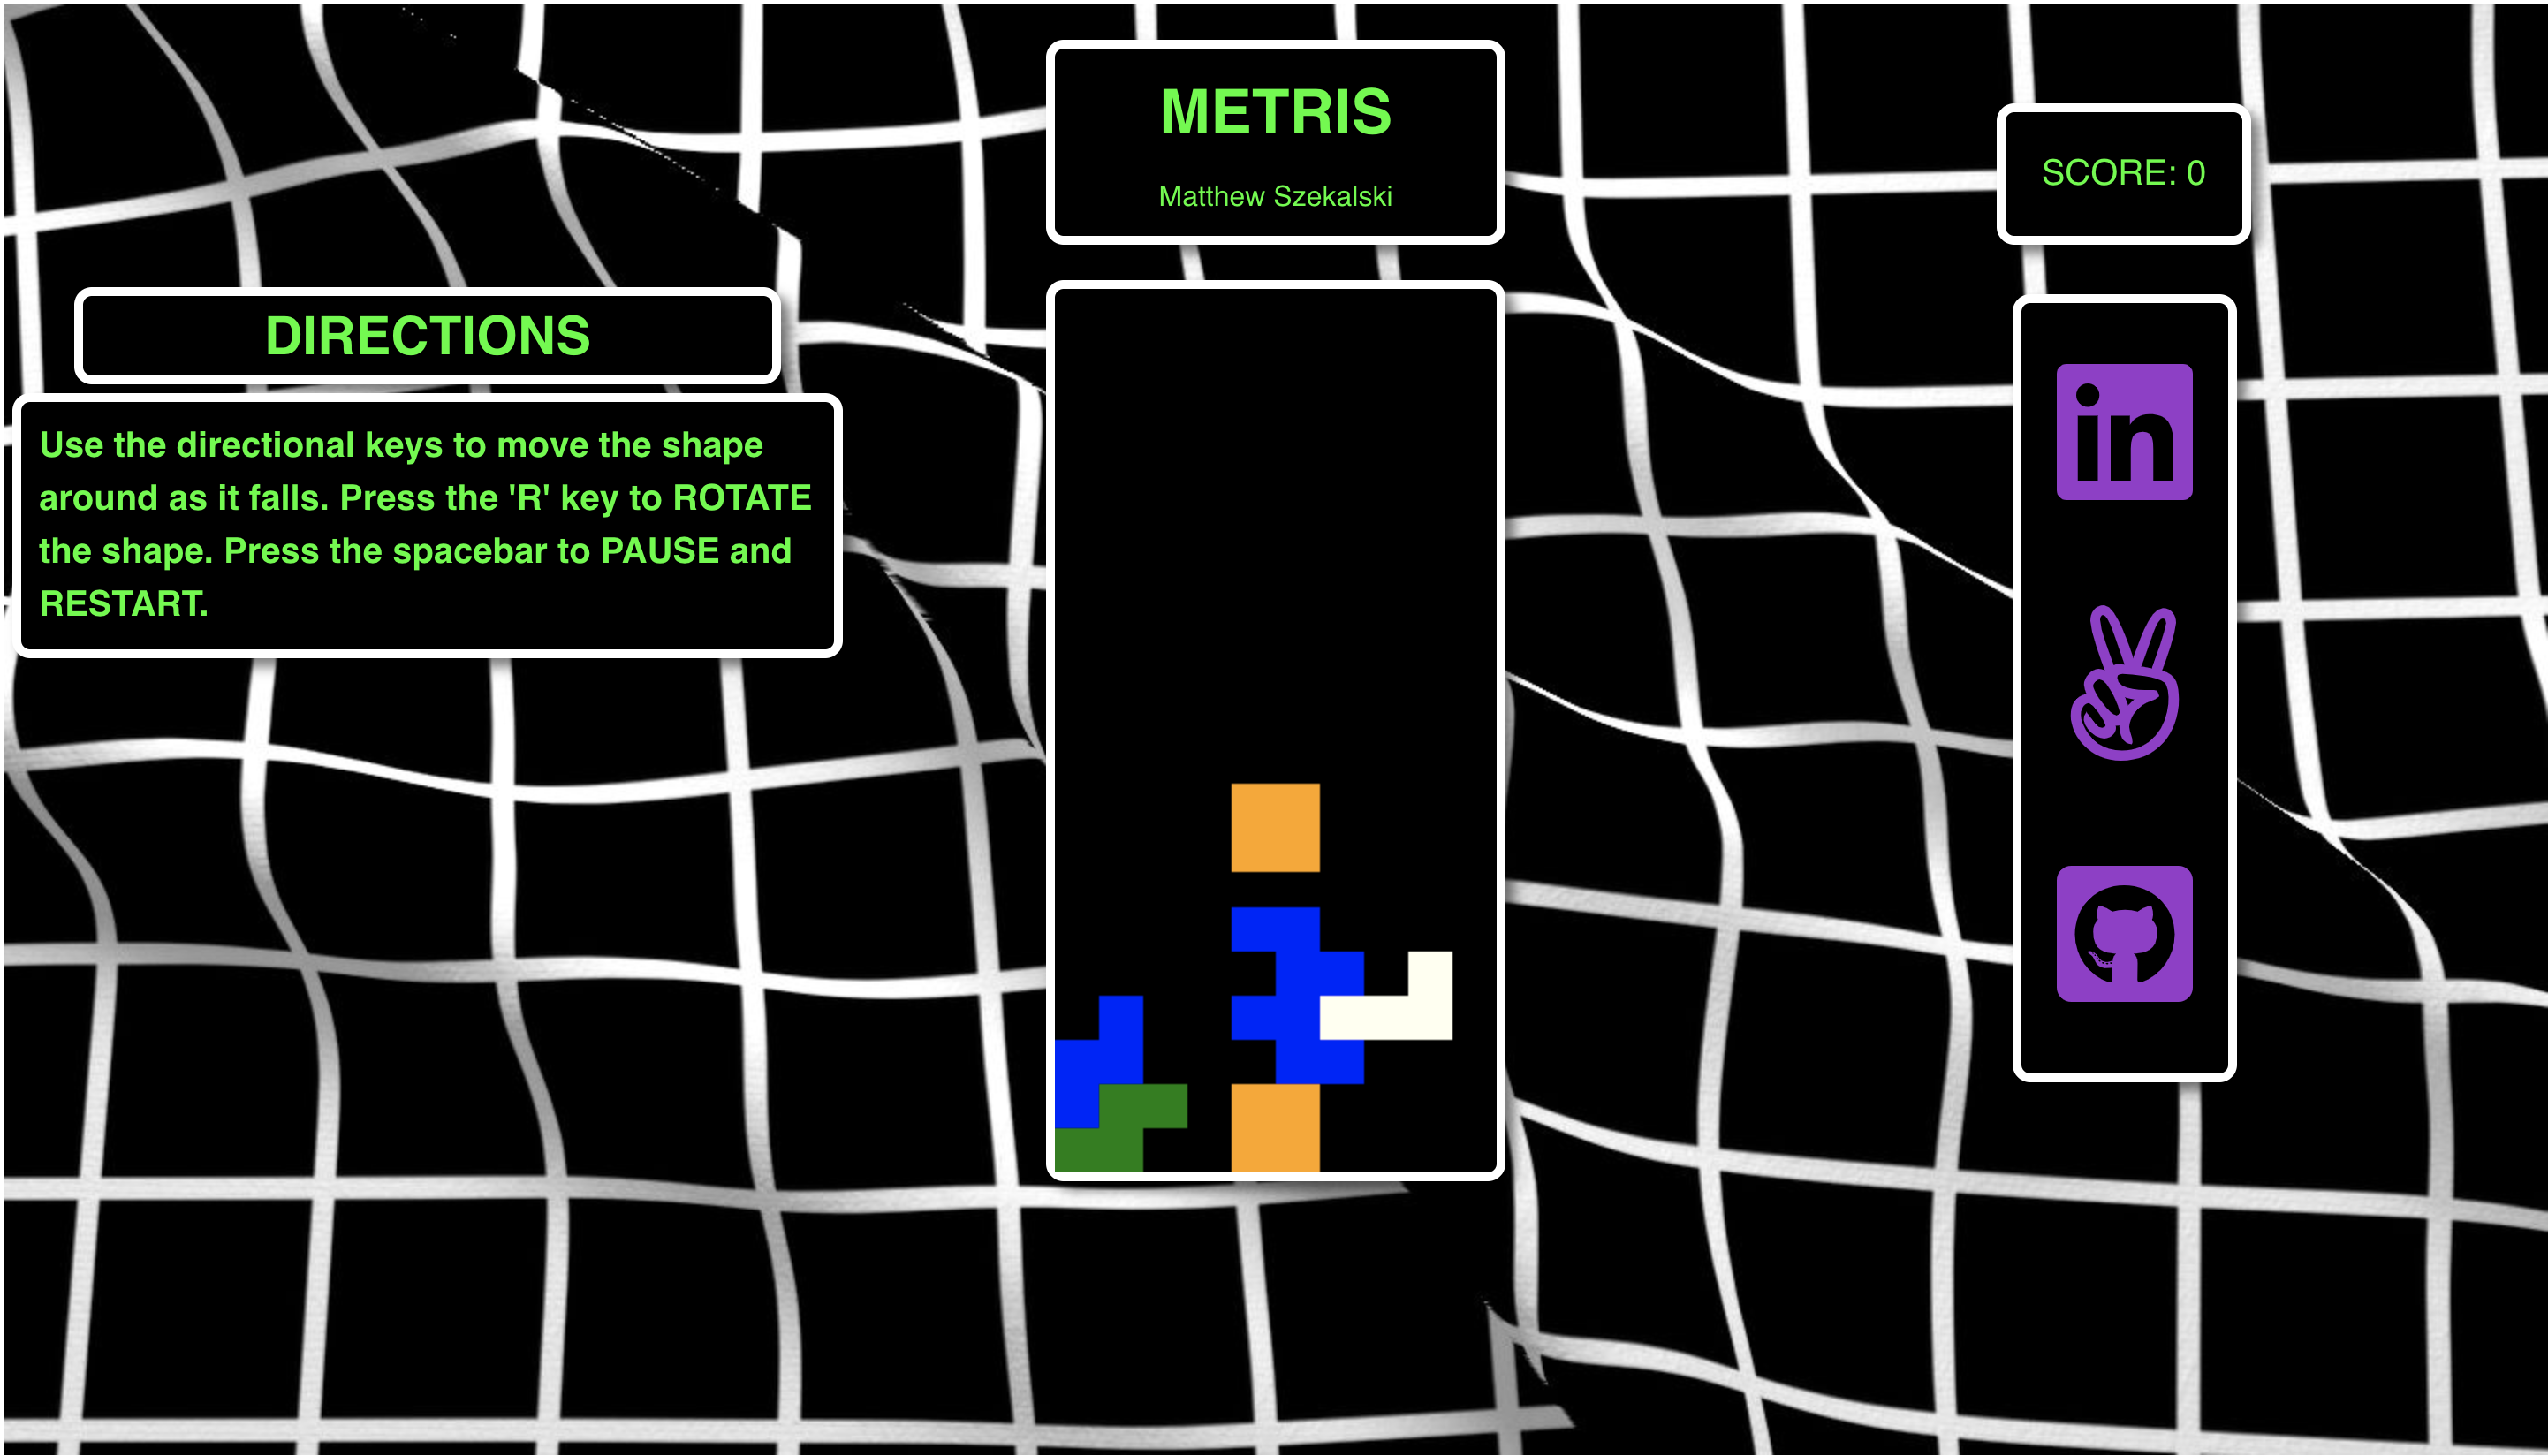 METRIS
Matthew Szekalski
SCORE: 0
DIRECTIONS
Use the directional keys to move the shape
around as it falls. Press the 'R' key to ROTATE
the shape. Press the spacebar to PAUSE and
RESTART.
in